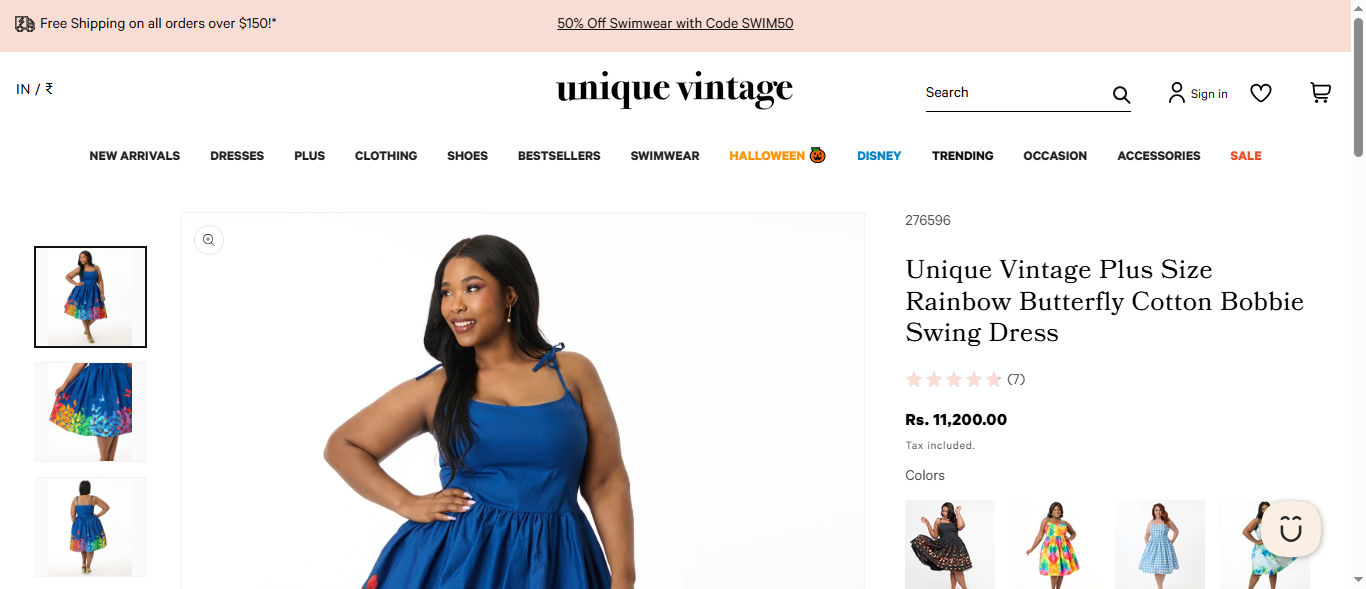 Free Shipping on all orders over $150!*
50% Off Swimwear with Code SWIM50
IN / ₹
unique vintage
Search
Sign in
NEW ARRIVALS
DRESSES
PLUS
CLOTHING
SHOES
BESTSELLERS
SWIMWEAR
HALLOWEEN 🎃
DISNEY
TRENDING
OCCASION
ACCESSORIES
SALE
276596
Unique Vintage Plus Size
Rainbow Butterfly Cotton Bobbie
Swing Dress
(7)
Rs. 11,200.00
Tax included.
Colors